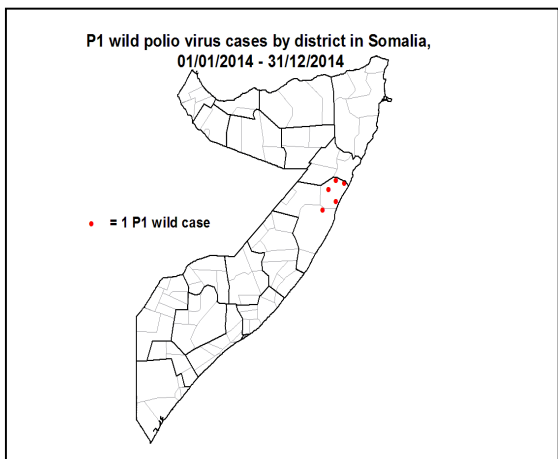 P1 wild polio virus cases by district in Somalia,
01/01/2014 - 31/12/2014
= 1 P1 wild case